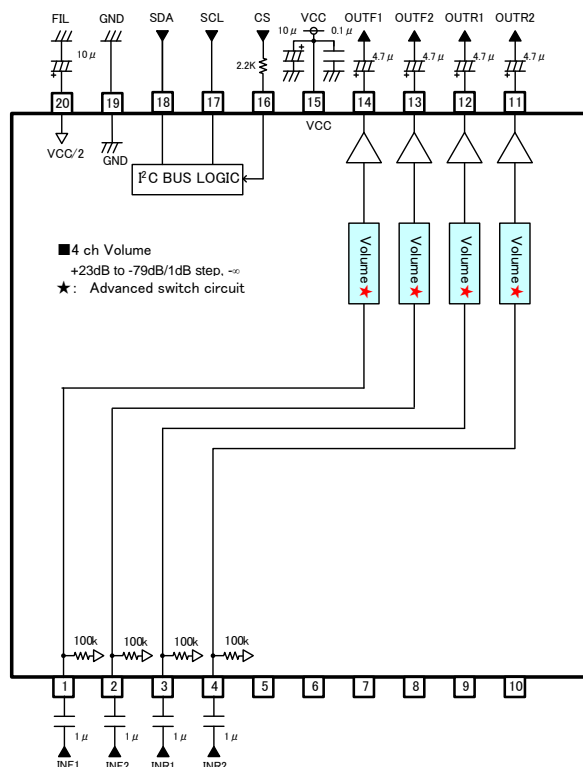 FIL GND SDA SCL CS VCC OUTF1 OUTF2 OUTR1 OUTR2
10μ 2.2K 10μ 0.1μ 4.7μ 4.7μ 4.7μ 4.7μ
+ + + + + +
20 19 18 17 16 15 14 13 12 11
VCC/2 GND VCC
I²C BUS LOGIC
■4 ch Volume
+23dB to -79dB/1dB step, -∞
★: Advanced switch circuit
Volume★ Volume★ Volume★ Volume★
100k 100k 100k 100k
1 2 3 4 5 6 7 8 9 10
1μ 1μ 1μ 1μ
INF1 INF2 INR1 INR2